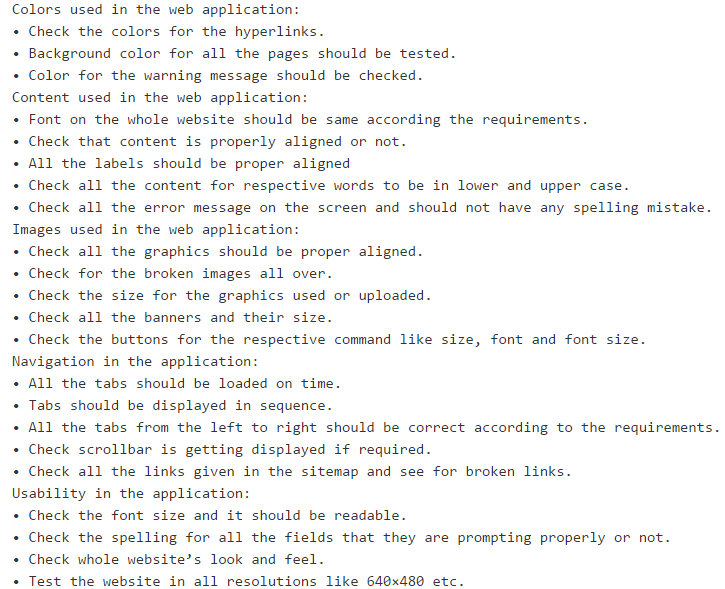 Colors used in the web application:
• Check the colors for the hyperlinks.
• Background color for all the pages should be tested.
• Color for the warning message should be checked.
Content used in the web application:
• Font on the whole website should be same according the requirements.
• Check that content is properly aligned or not.
• All the labels should be proper aligned
• Check all the content for respective words to be in lower and upper case.
• Check all the error message on the screen and should not have any spelling mistake.
Images used in the web application:
• Check all the graphics should be proper aligned.
• Check for the broken images all over.
• Check the size for the graphics used or uploaded.
• Check all the banners and their size.
• Check the buttons for the respective command like size, font and font size.
Navigation in the application:
• All the tabs should be loaded on time.
• Tabs should be displayed in sequence.
• All the tabs from the left to right should be correct according to the requirements.
• Check scrollbar is getting displayed if required.
• Check all the links given in the sitemap and see for broken links.
Usability in the application:
• Check the font size and it should be readable.
• Check the spelling for all the fields that they are prompting properly or not.
• Check whole website’s look and feel.
• Test the website in all resolutions like 640×480 etc.